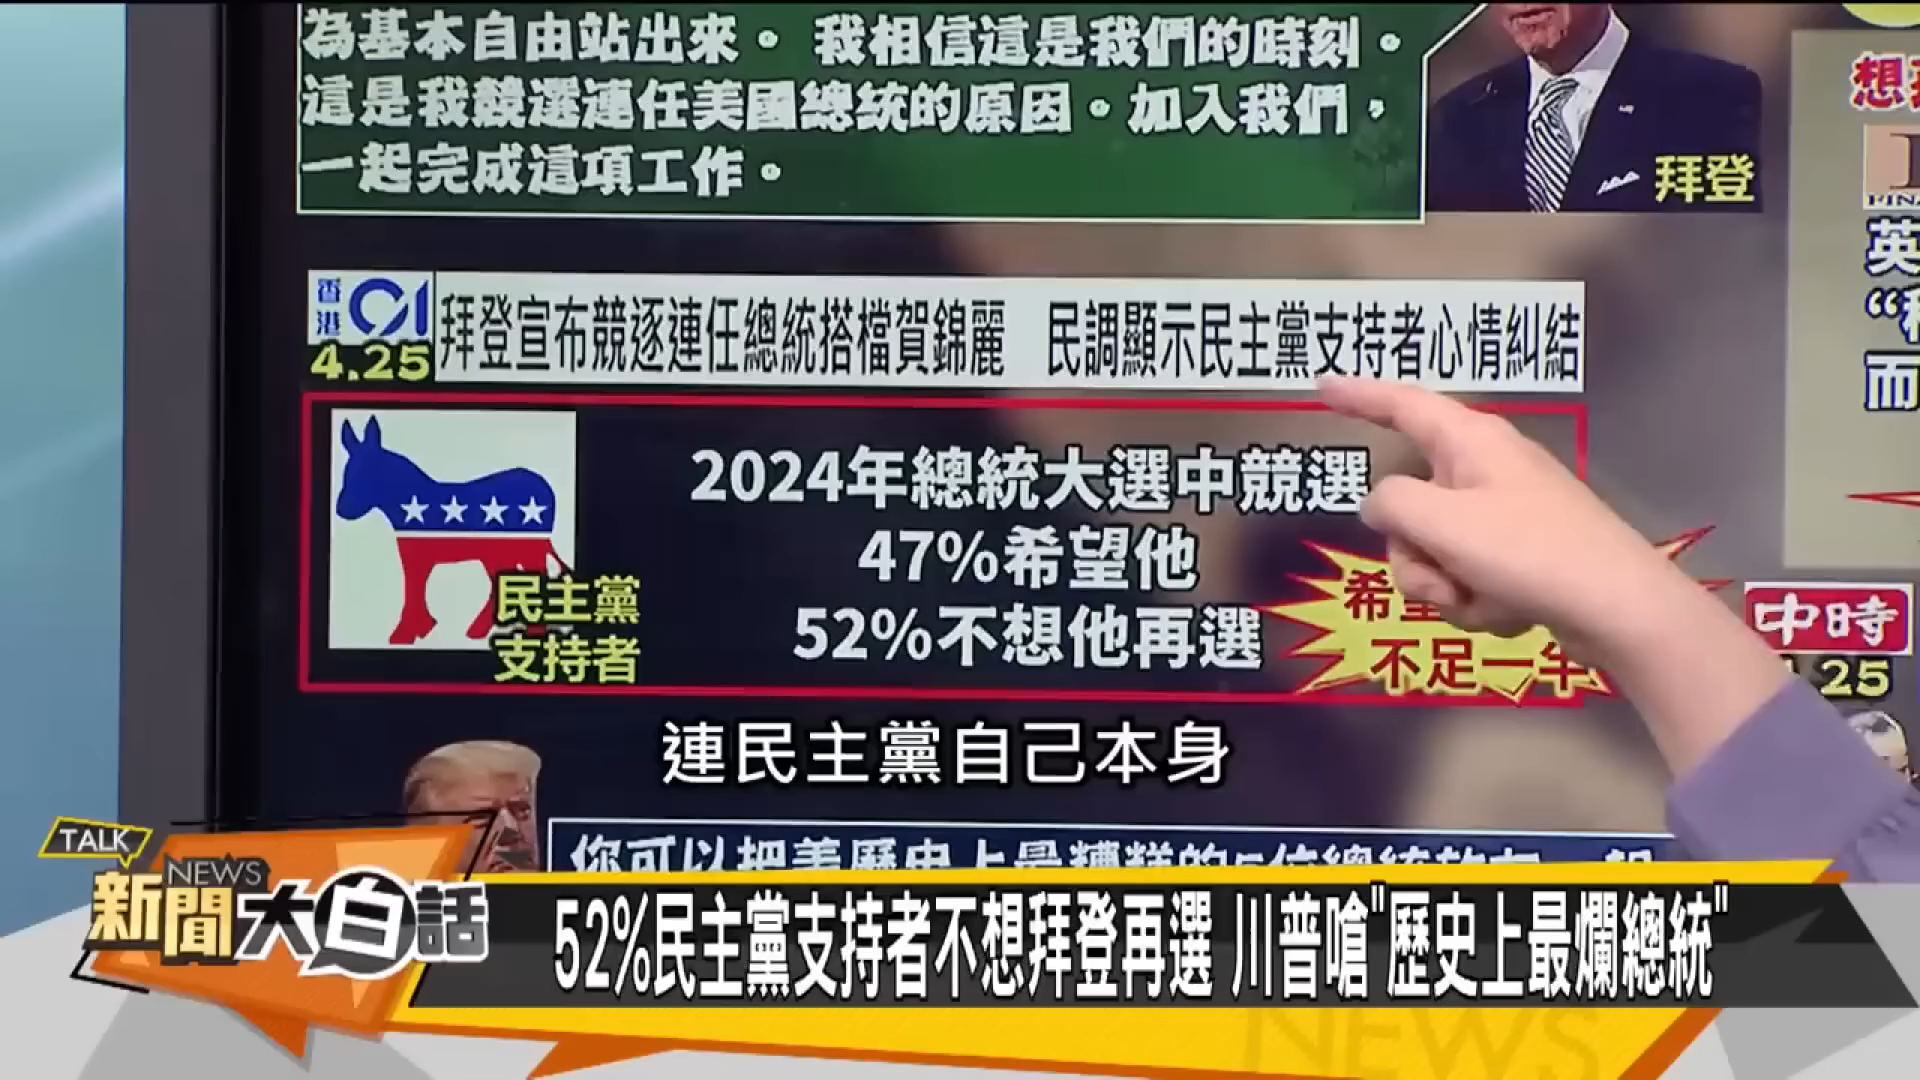 為基本自由站出來。我相信這是我們的時刻。
這是我競選連任美國總統的原因。加入我們，
一起完成這項工作。
拜登
香港01
4.25
拜登宣布競逐連任總統搭檔賀錦麗 民調顯示民主黨支持者心情糾結
2024年總統大選中競選
47%希望他
52%不想他再選
民主黨
支持者
希
不足一年
想
FINA
英
而
中時
.25
連民主黨自己本身
TALK
NEWS
新聞大白話
52%民主黨支持者不想拜登再選 川普嗆"歷史上最爛總統"
NEWS